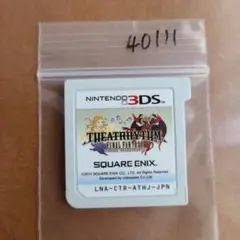 40111
NINTENDO 3DS
THEATRHYTHM
FINAL FANTASY
SQUARE ENIX.
LNA-CTR-ATHJ-JPN